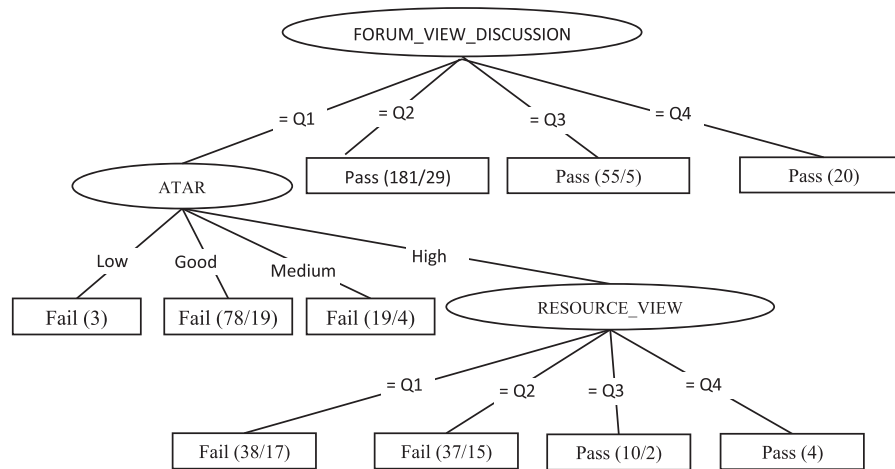 FORUM_VIEW_DISCUSSION
= Q1
= Q2
= Q3
= Q4
ATAR
Pass (181/29)
Pass (55/5)
Pass (20)
Low
Good
Medium
High
Fail (3)
Fail (78/19)
Fail (19/4)
RESOURCE_VIEW
= Q1
= Q2
= Q3
= Q4
Fail (38/17)
Fail (37/15)
Pass (10/2)
Pass (4)